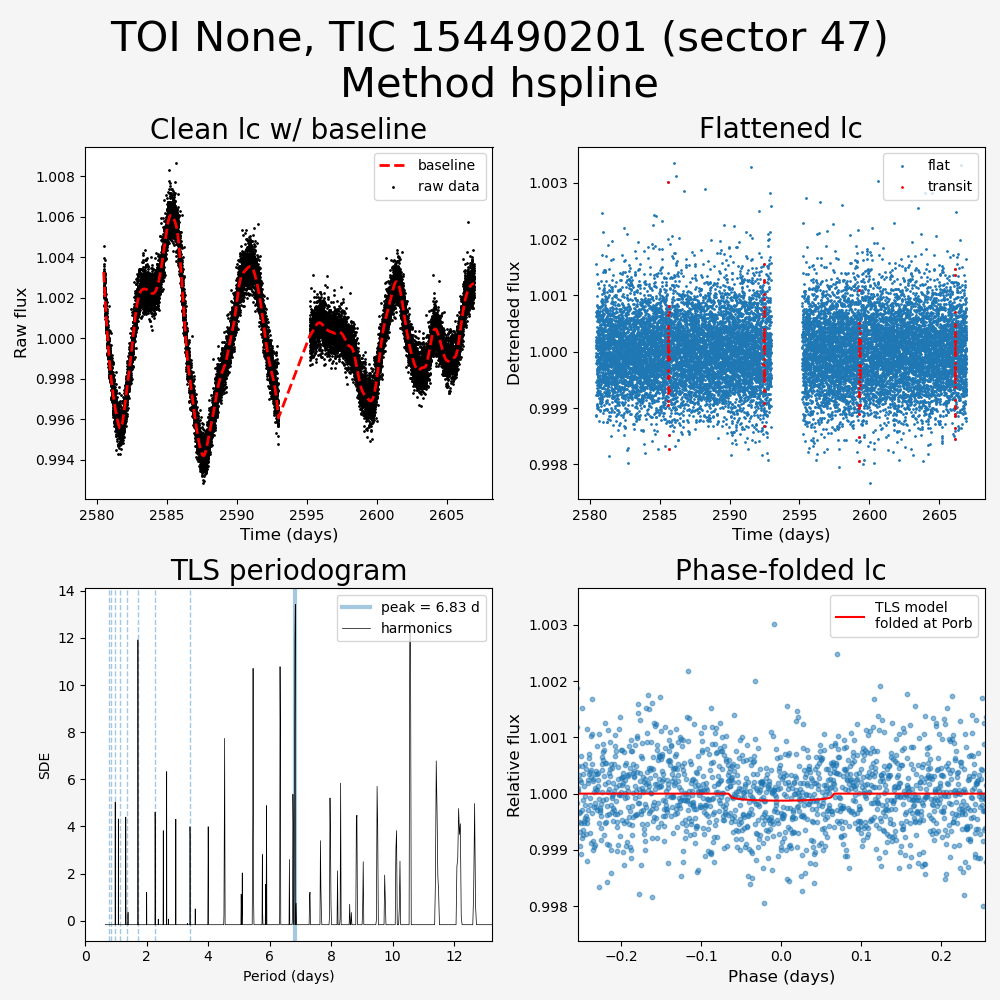 TOI None, TIC 154490201 (sector 47)
Method hspline
Clean lc w/ baseline
Raw flux
1.008
1.006
1.004
1.002
1.000
0.998
0.996
0.994
baseline
raw data
2580
2585
2590
2595
2600
2605
Time (days)
Flattened lc
Detrended flux
1.003
1.002
1.001
1.000
0.999
0.998
flat
transit
2580
2585
2590
2595
2600
2605
Time (days)
TLS periodogram
SDE
14
12
10
8
6
4
2
0
peak = 6.83 d
harmonics
0
2
4
6
8
10
12
Period (days)
Phase-folded lc
Relative flux
1.003
1.002
1.001
1.000
0.999
0.998
TLS model
folded at Porb
−0.2
−0.1
0.0
0.1
0.2
Phase (days)